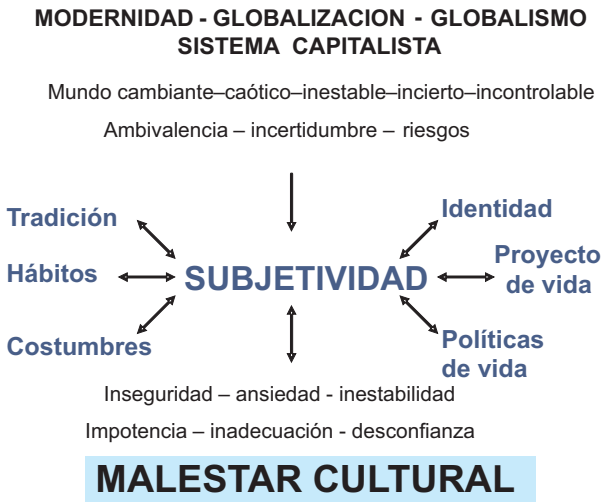 MODERNIDAD - GLOBALIZACION - GLOBALISMO
SISTEMA CAPITALISTA
Mundo cambiante–caótico–inestable–incierto–incontrolable
Ambivalencia – incertidumbre – riesgos
Tradición
Hábitos
Costumbres
SUBJETIVIDAD
Identidad
Proyecto
de vida
Políticas
de vida
Inseguridad – ansiedad - inestabilidad
Impotencia – inadecuación - desconfianza
MALESTAR CULTURAL